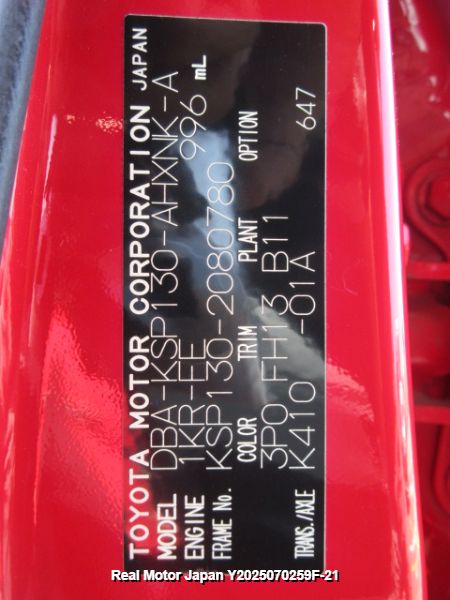 TOYOTA MOTOR CORPORATION JAPAN
MODEL DBA-KSP130-AHXNK-A
ENGINE 1KR-EE 996 mL
FRAME No. KSP130-2080780
COLOR TRIM PLANT OPTION
3P0 FH13 B11
TRANS./AXLE K410 -01A 647
Real Motor Japan Y2025070259F-21